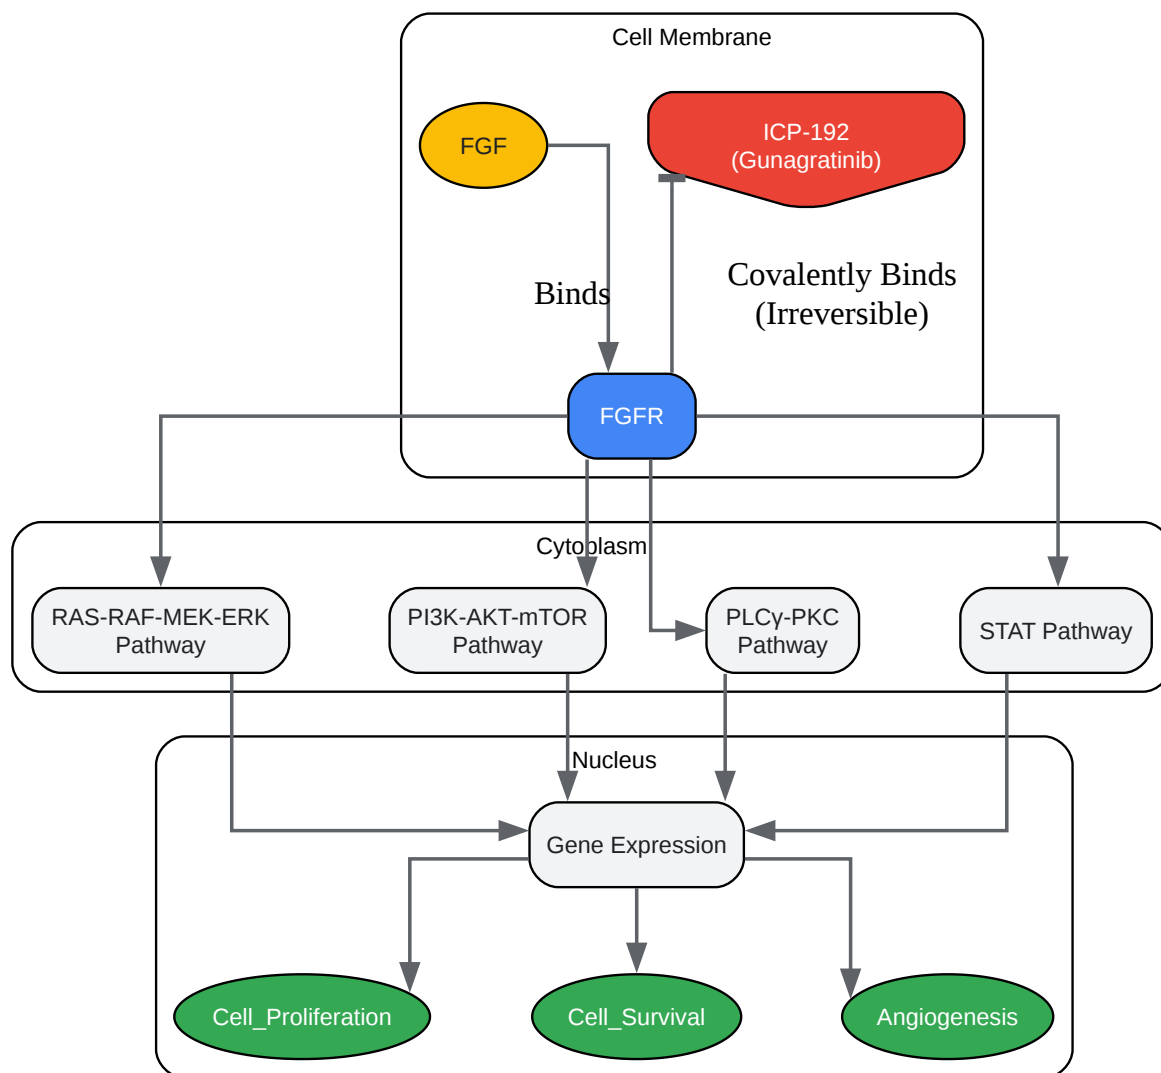 Cell Membrane
FGF
ICP-192
(Gunagratinib)
Binds
Covalently Binds
(Irreversible)
FGFR
Cytoplasm
RAS-RAF-MEK-ERK
Pathway
PI3K-AKT-mTOR
Pathway
PLCγ-PKC
Pathway
STAT Pathway
Nucleus
Gene Expression
Cell_Proliferation
Cell_Survival
Angiogenesis